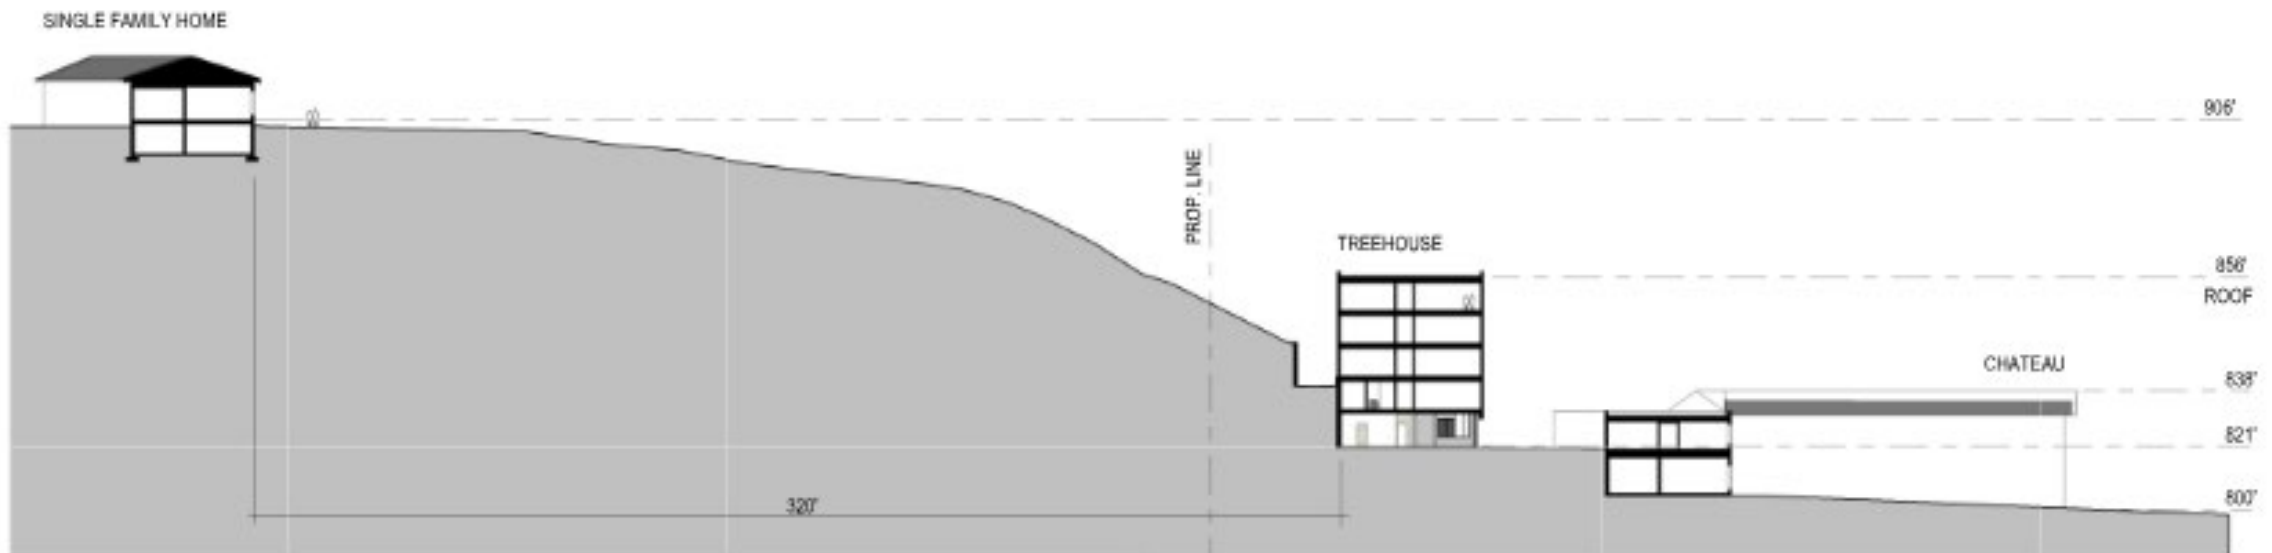 SINGLE FAMILY HOME
906'
PROP. LINE
TREEHOUSE
856'
ROOF
CHATEAU
838'
821'
800'
320'